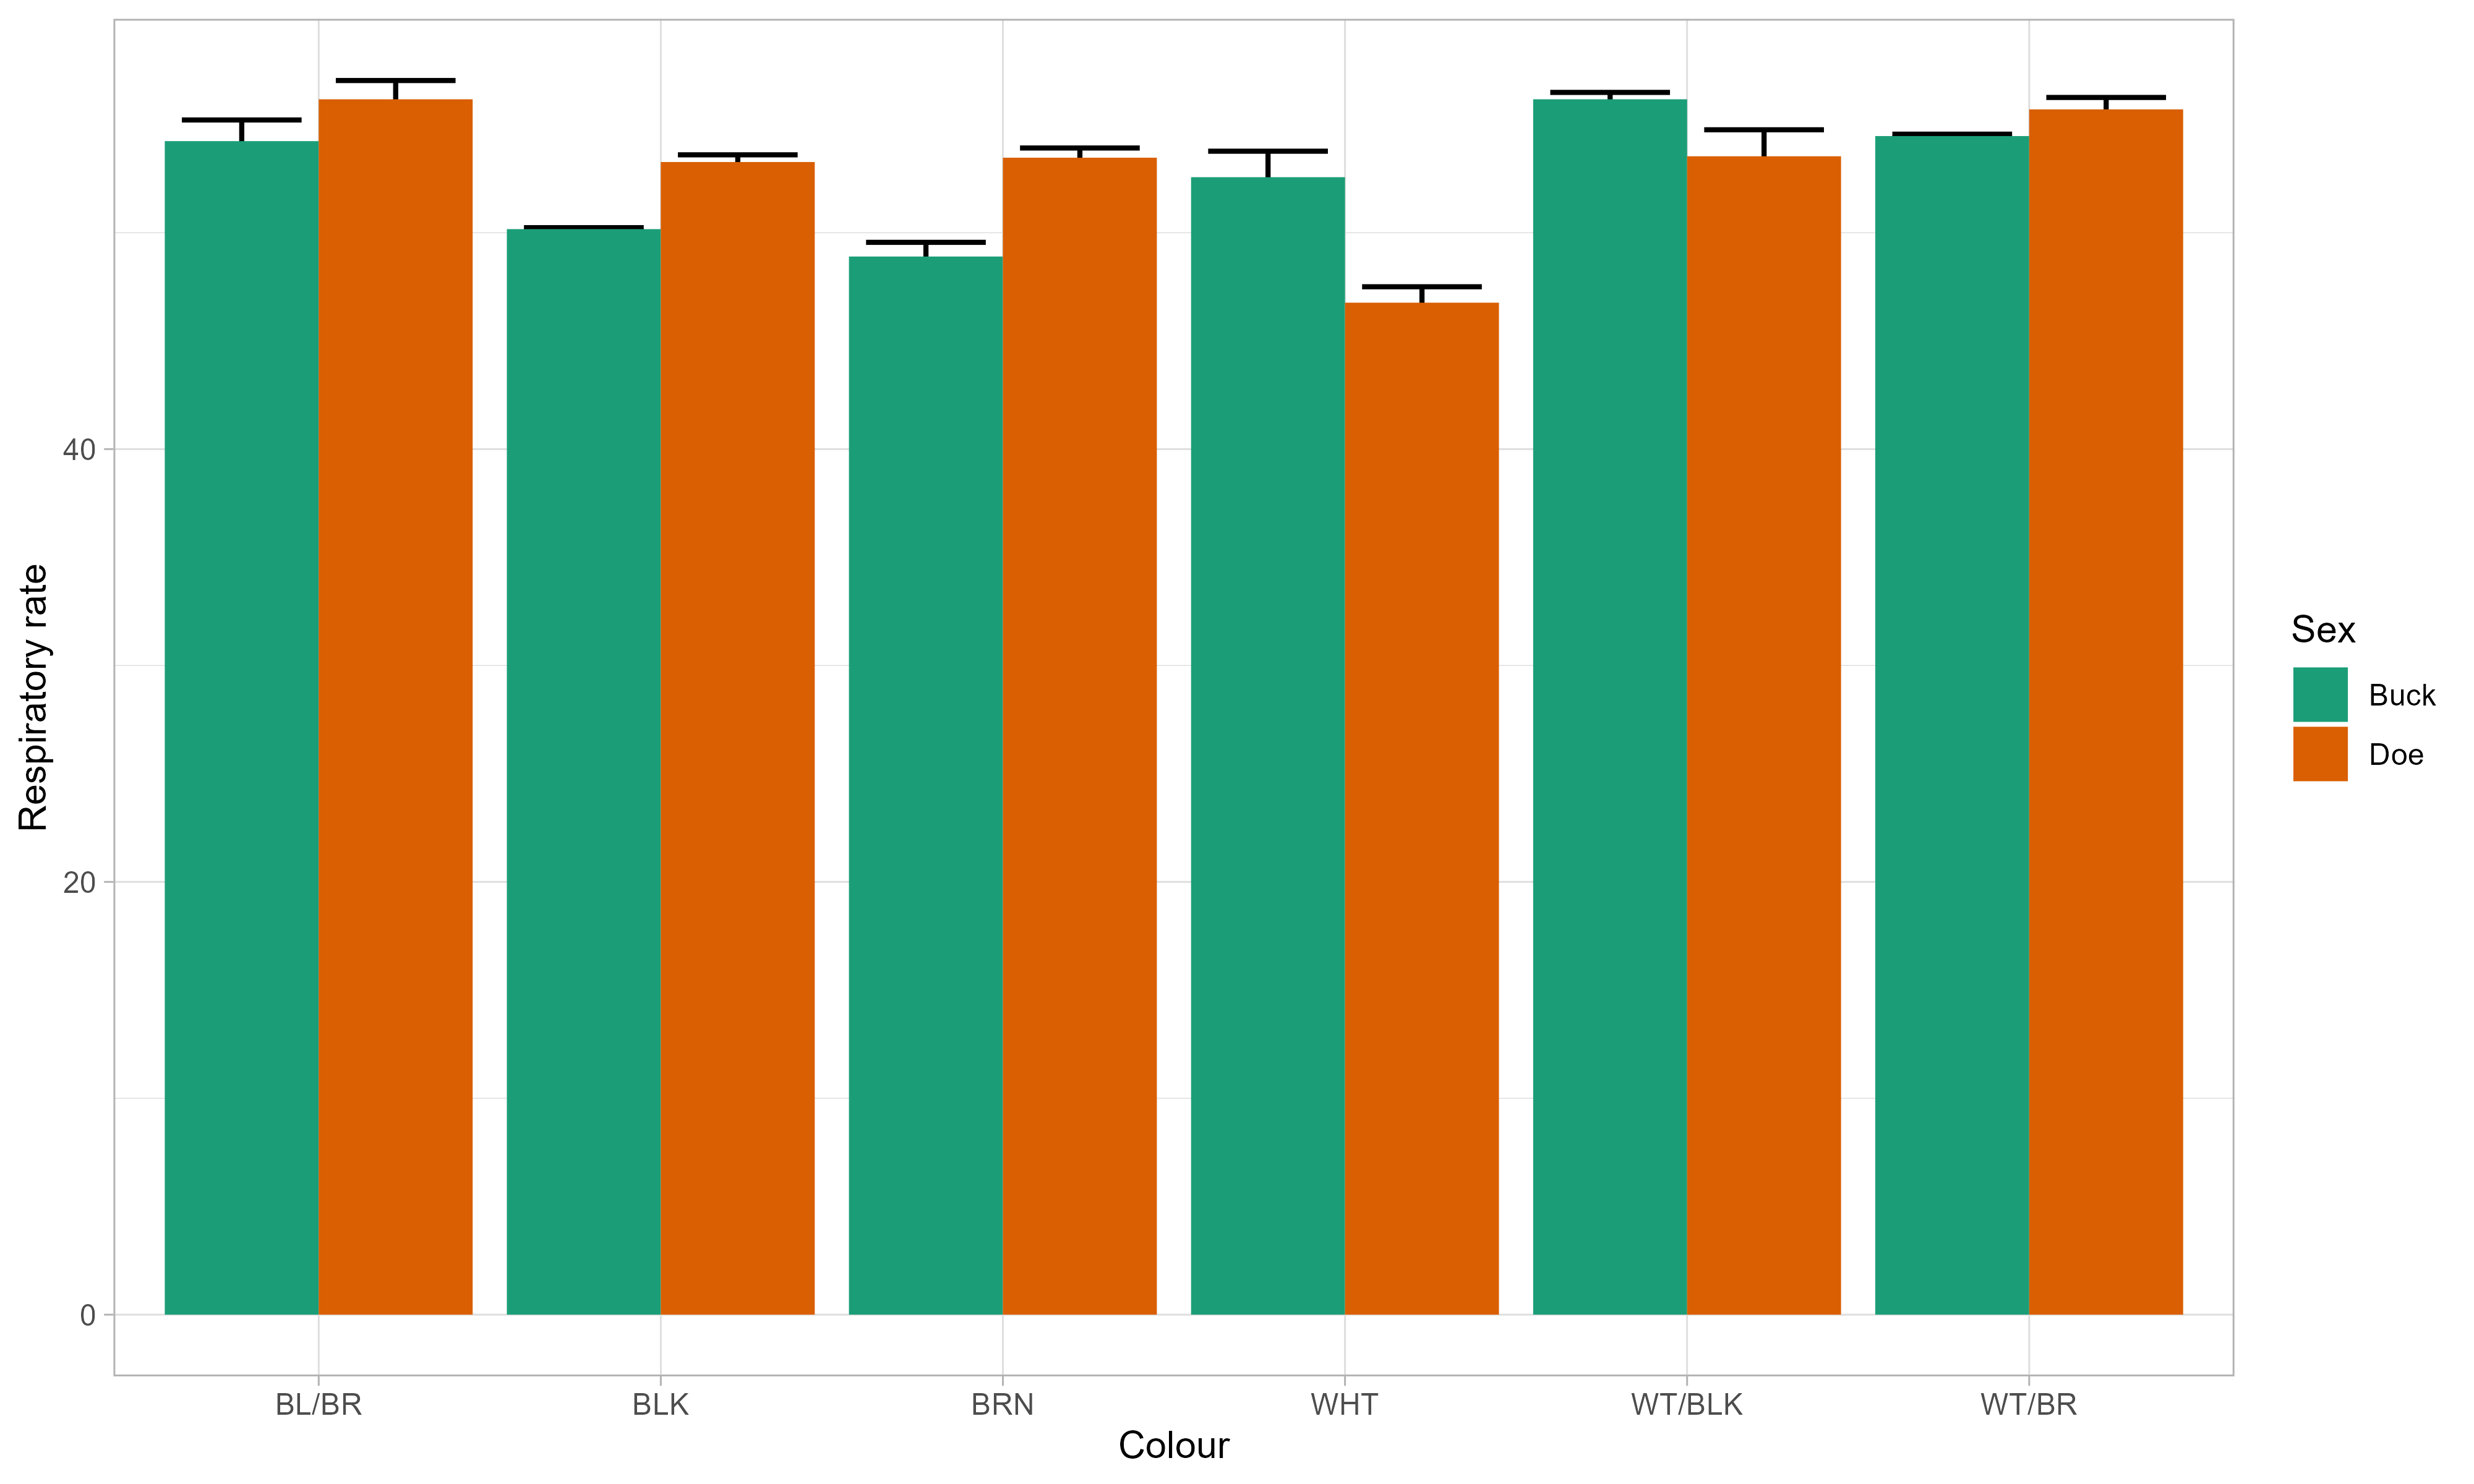 Respiratory rate
40
20
0
BL/BR
BLK
BRN
WHT
WT/BLK
WT/BR
Colour
Sex
Buck
Doe